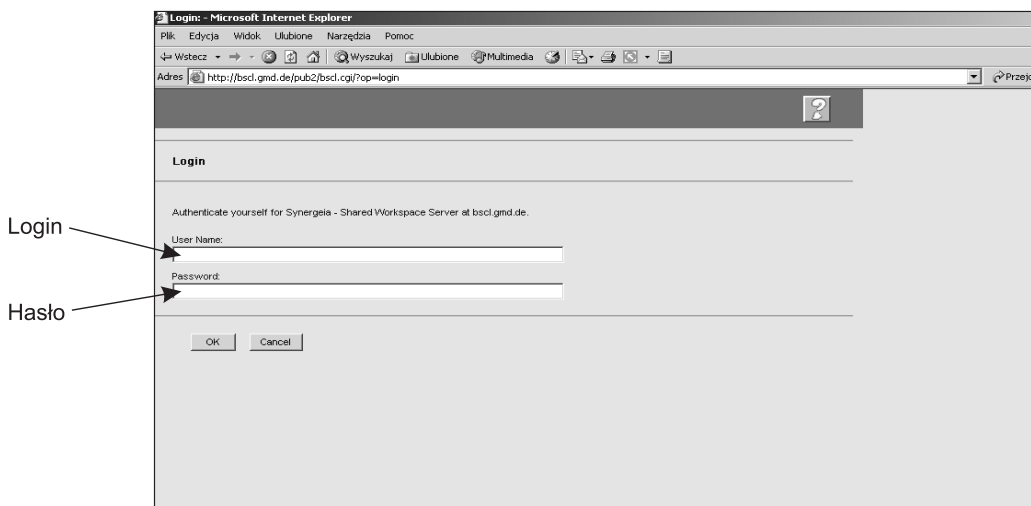 Login: - Microsoft Internet Explorer
Plik Edycja Widok Ulubione Narzędzia Pomoc
Wstecz Wyszukaj Ulubione Multimedia
Adres http://bscl.gmd.de/pub2/bscl.cgi/?op=login Przejd
Login
Authenticate yourself for Synergeia - Shared Workspace Server at bscl.gmd.de.
Login
User Name:
Password:
Hasło
OK Cancel